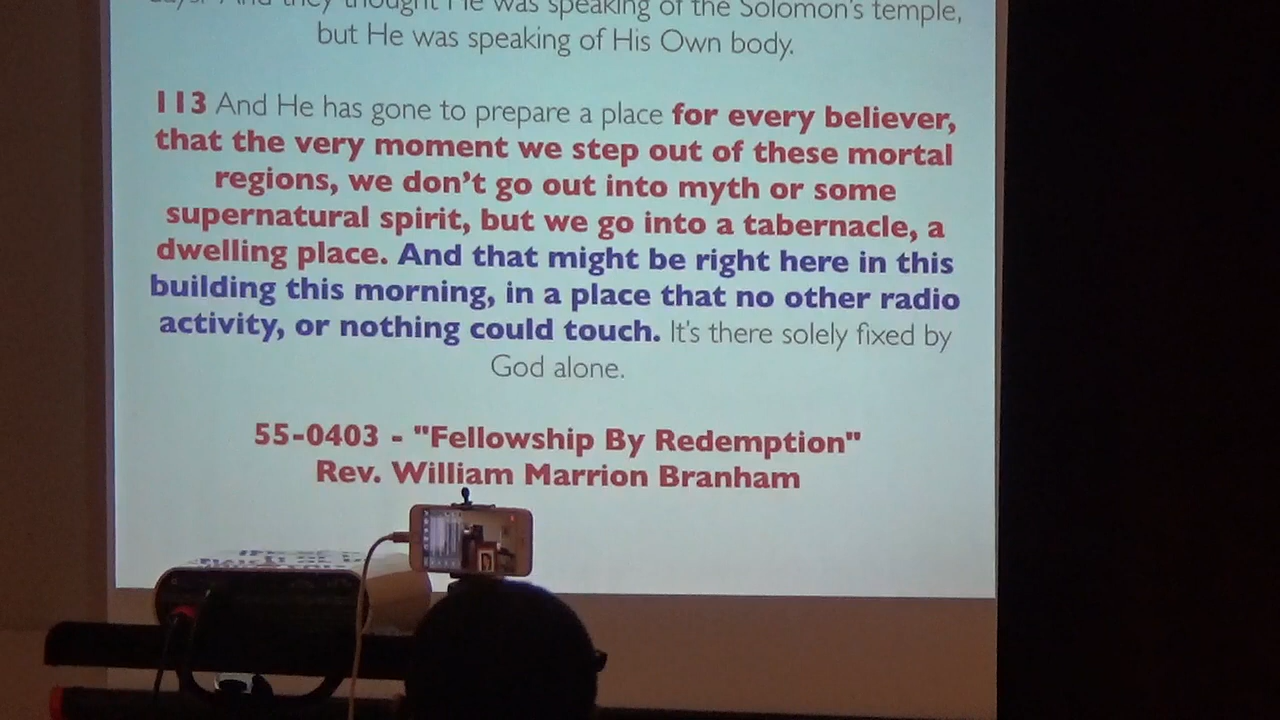 And they thought He was speaking of the Solomon's temple,
but He was speaking of His Own body.
113 And He has gone to prepare a place for every believer,
that the very moment we step out of these mortal
regions, we don't go out into myth or some
supernatural spirit, but we go into a tabernacle, a
dwelling place. And that might be right here in this
building this morning, in a place that no other radio
activity, or nothing could touch. It's there solely fixed by
God alone.
55-0403 - "Fellowship By Redemption"
Rev. William Marrion Branham